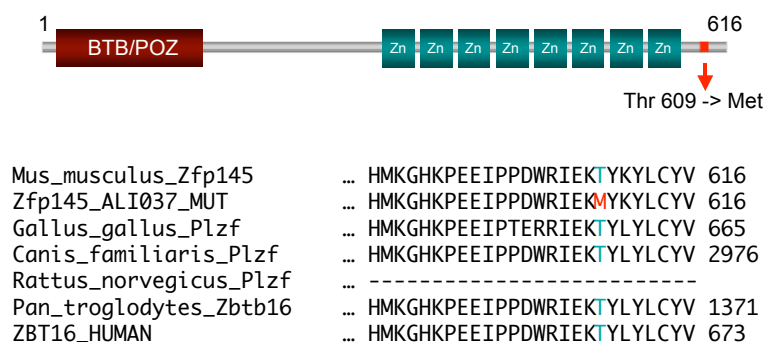 1 616
BTB/POZ Zn Zn Zn Zn Zn Zn Zn Zn
Thr 609 -> Met
Mus_musculus_Zfp145 … HMKGHKPEEIPPDWRIEKTYKYLCYV 616
Zfp145_ALI037_MUT … HMKGHKPEEIPPDWRIEKMYKYLCYV 616
Gallus_gallus_Plzf … HMKGHKPEEIPTERRIEKTYLYLCYV 665
Canis_familiaris_Plzf … HMKGHKPEEIPPDWRIEKTYLYLCYV 2976
Rattus_norvegicus_Plzf … --------------------------
Pan_troglodytes_Zbtb16 … HMKGHKPEEIPPDWRIEKTYLYLCYV 1371
ZBT16_HUMAN … HMKGHKPEEIPPDWRIEKTYLYLCYV 673